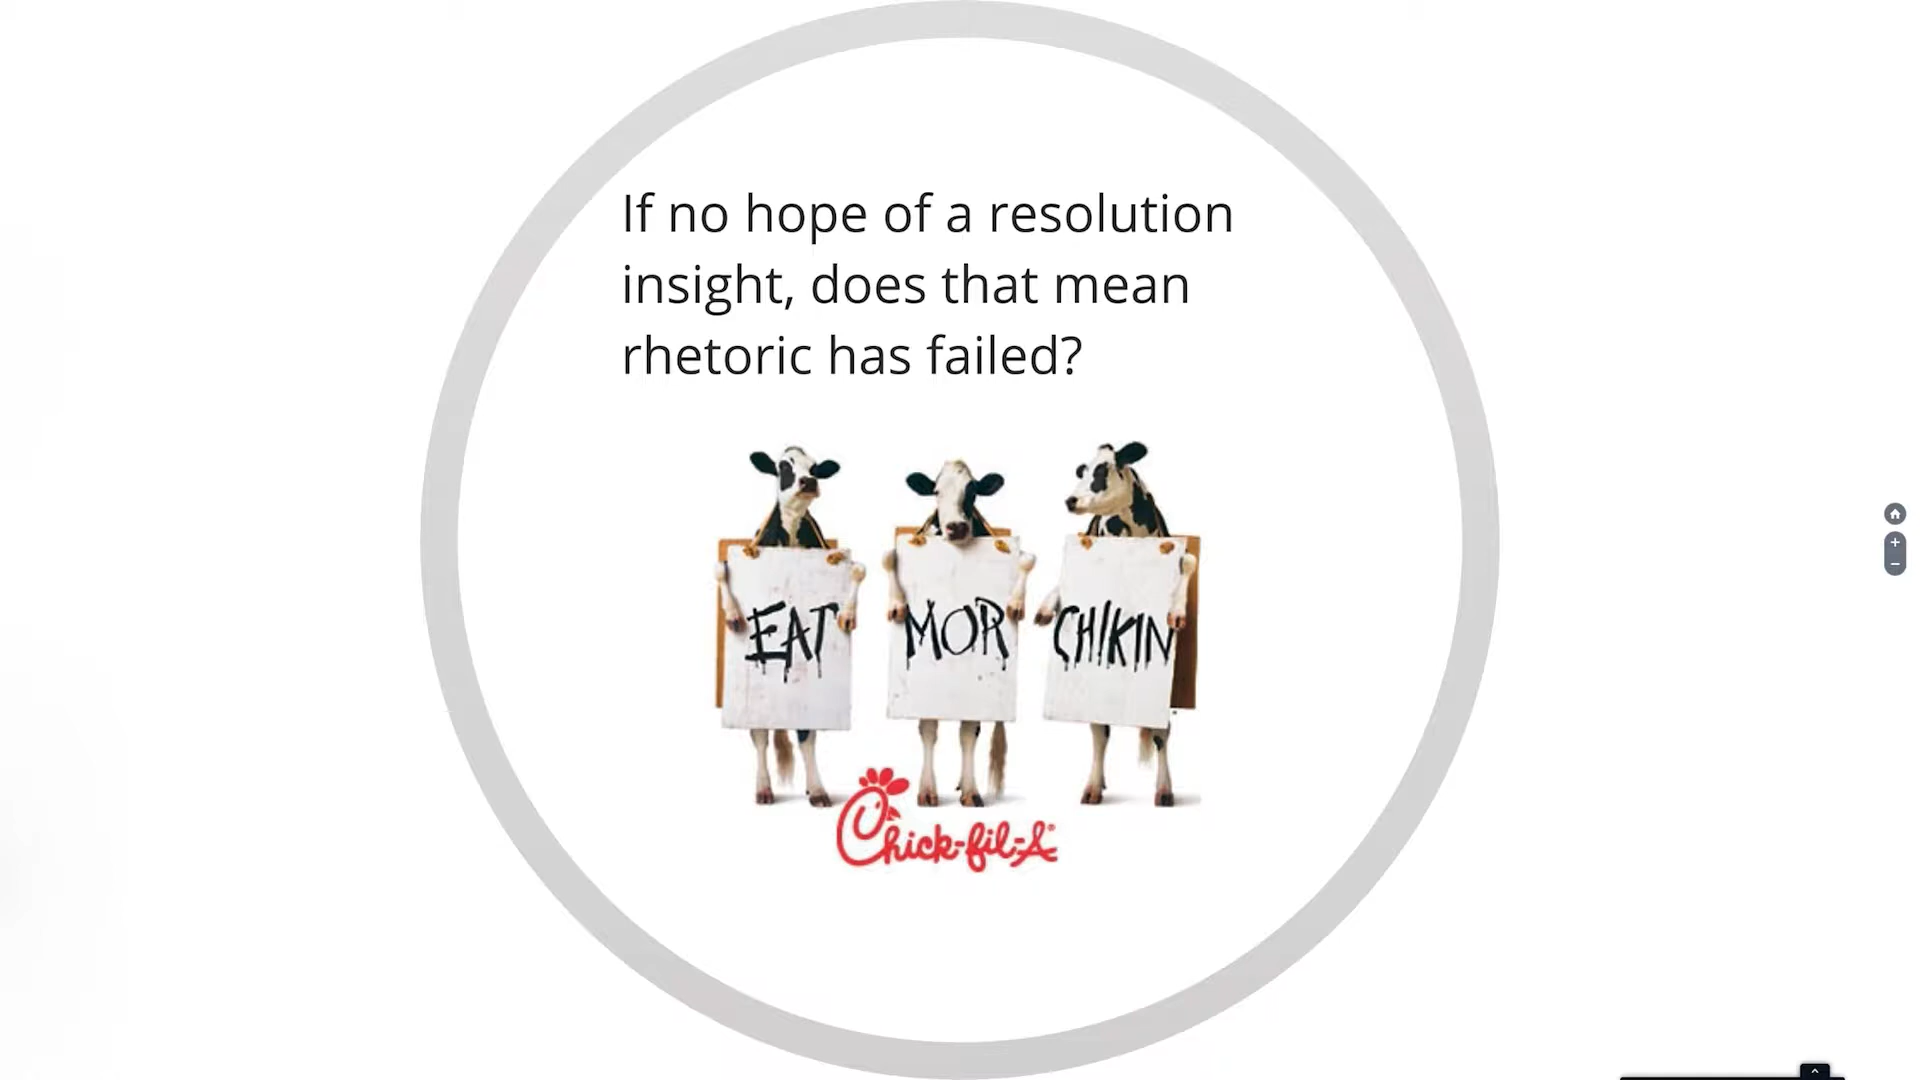 If no hope of a resolution
insight, does that mean
rhetoric has failed?
EAT MOR CHIKIN
Chick-fil-A®